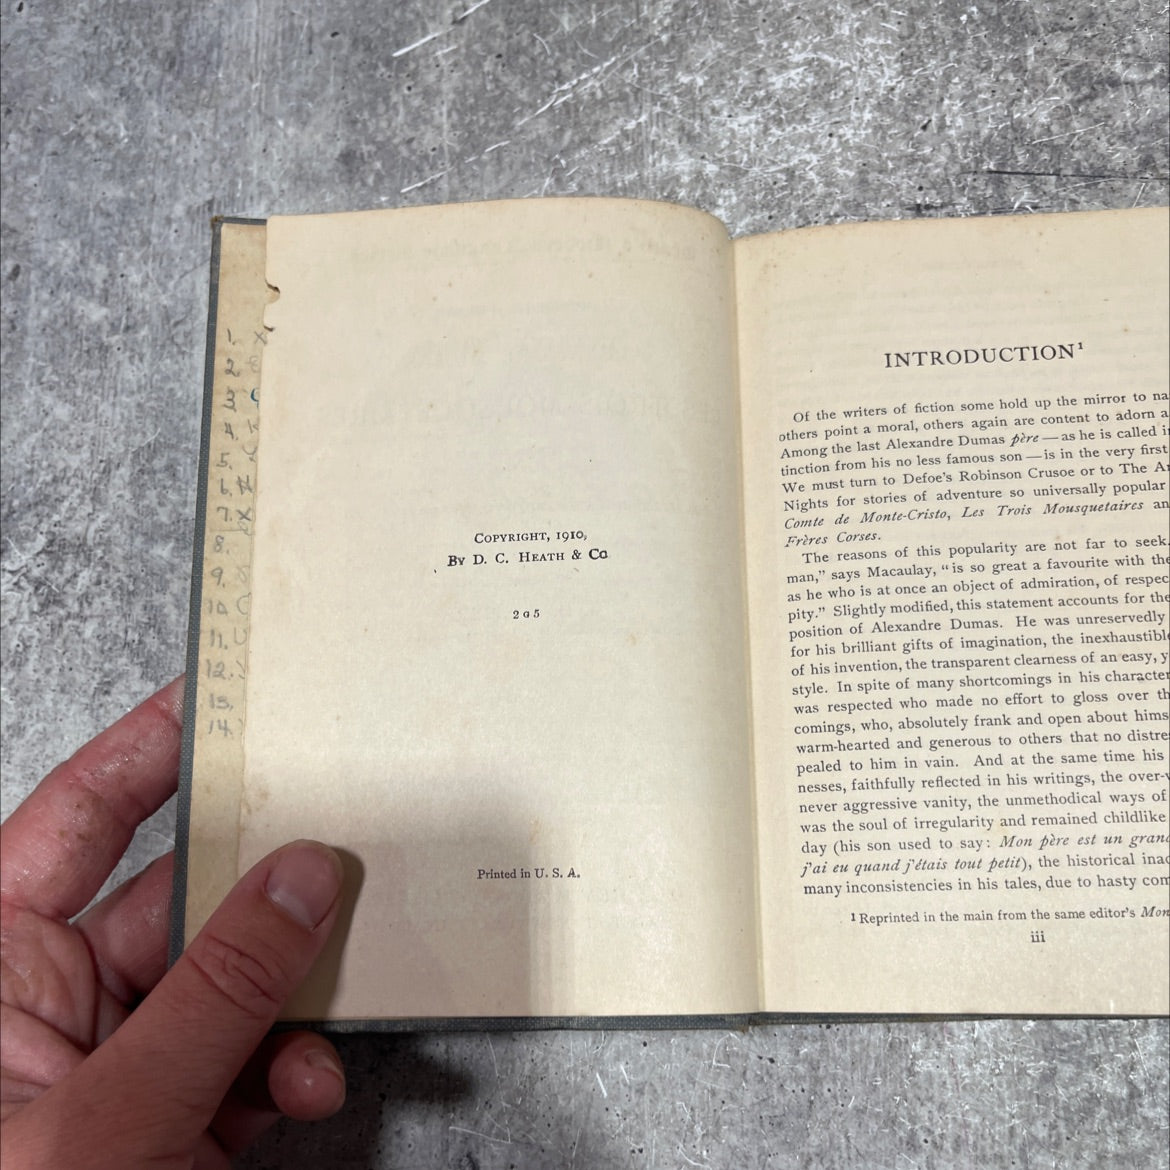 1. X
2.
3
4.
5.
6.
7. X
8.
9.
10
11.
12.
13.
14.
COPYRIGHT, 1910,
BY D. C. HEATH & Co
2 0 5
Printed in U. S. A.
INTRODUCTION¹
Of the writers of fiction some hold up the mirror to na
others point a moral, others again are content to adorn a
Among the last Alexandre Dumas père — as he is called i
tinction from his no less famous son — is in the very first
We must turn to Defoe's Robinson Crusoe or to The A
Nights for stories of adventure so universally popular
Comte de Monte-Cristo, Les Trois Mousquetaires an
Frères Corses.
The reasons of this popularity are not far to seek.
man,” says Macaulay, “is so great a favourite with the
as he who is at once an object of admiration, of respec
pity.” Slightly modified, this statement accounts for the
position of Alexandre Dumas. He was unreservedly
for his brilliant gifts of imagination, the inexhaustibl
of his invention, the transparent clearness of an easy, y
style. In spite of many shortcomings in his character
was respected who made no effort to gloss over th
comings, who, absolutely frank and open about hims
warm-hearted and generous to others that no distre
pealed to him in vain. And at the same time his
nesses, faithfully reflected in his writings, the over-
never aggressive vanity, the unmethodical ways of
was the soul of irregularity and remained childlike
day (his son used to say: Mon père est un grand
j'ai eu quand j'étais tout petit), the historical inac
many inconsistencies in his tales, due to hasty com
¹ Reprinted in the main from the same editor's Mon
iii